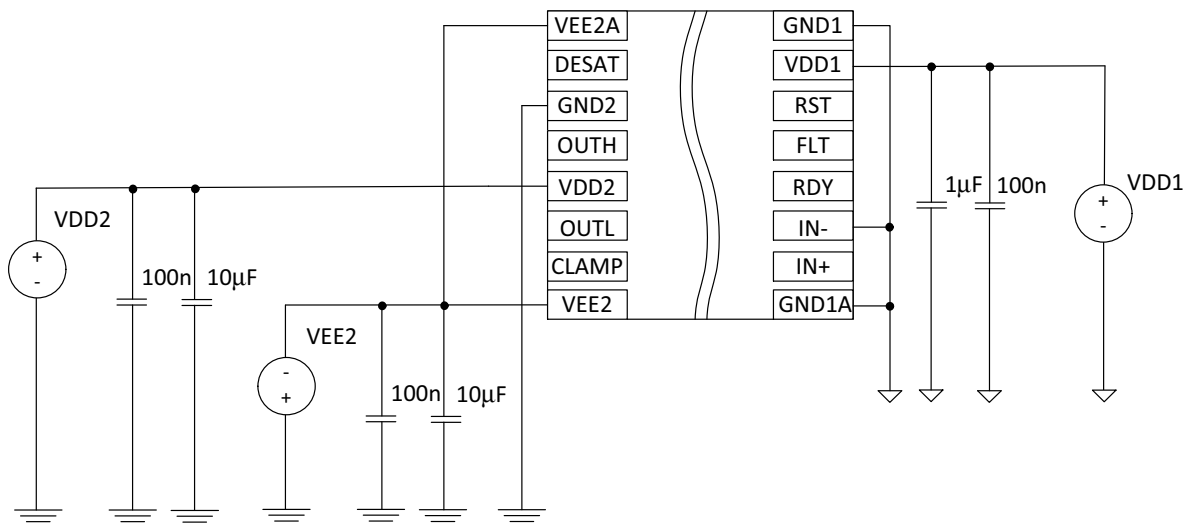 VEE2A
DESAT
GND2
OUTH
VDD2
OUTL
CLAMP
VEE2
GND1
VDD1
RST
FLT
RDY
IN-
IN+
GND1A
VDD2
+
-
100n
10µF
VEE2
-
+
100n
10µF
1µF
100n
VDD1
+
-